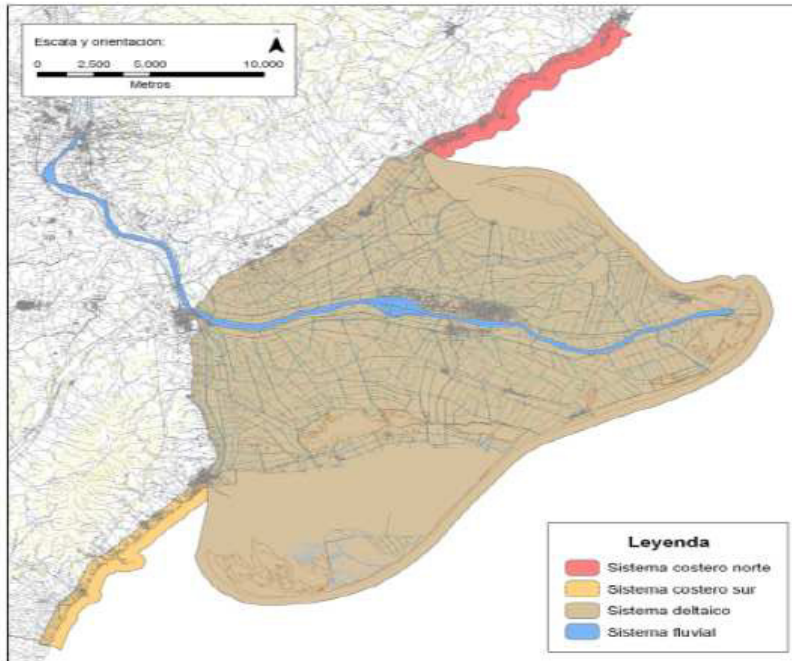 Escala y orientación:
0 2,500 5,000 10,000
Metros
Leyenda
Sistema costero norte
Sistema costero sur
Sistema deltaico
Sistema fluvial